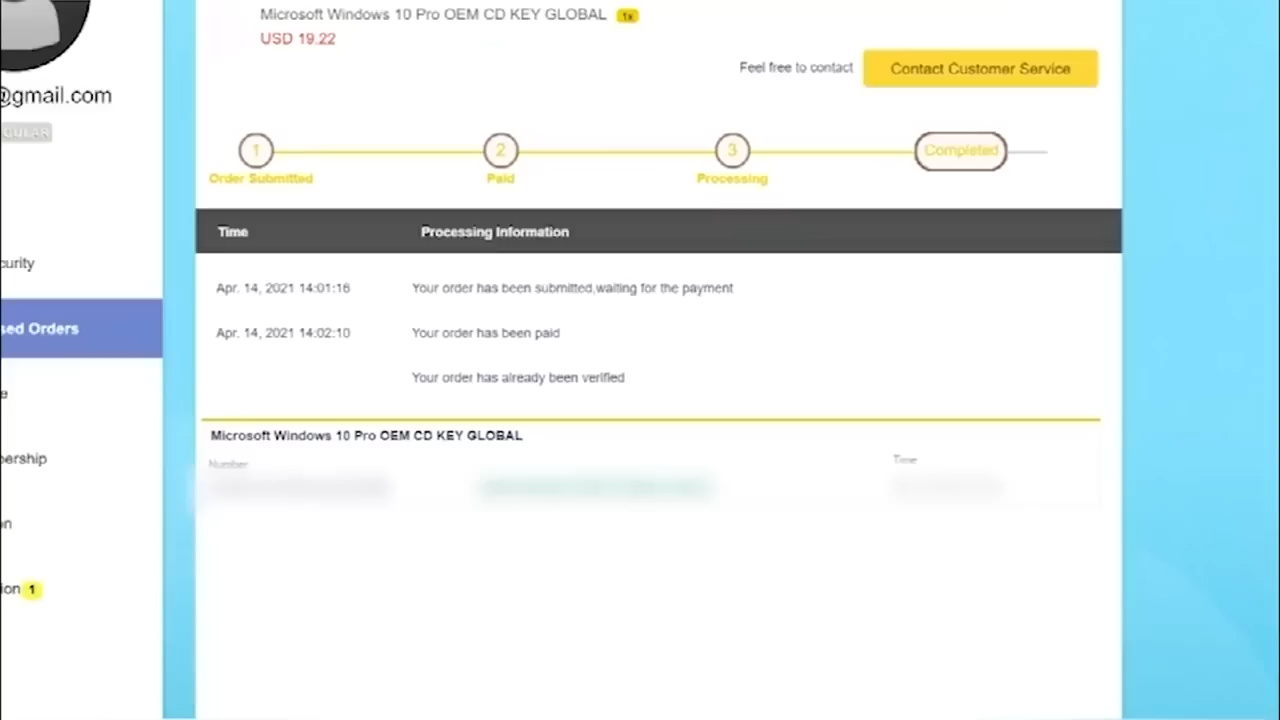 Microsoft Windows 10 Pro OEM CD KEY GLOBAL 1x
USD 19.22
Feel free to contact
Contact Customer Service
@gmail.com
GULAR
1
2
3
Completed
Order Submitted
Paid
Processing
Time
Processing Information
curity
Apr. 14, 2021 14:01:16
Your order has been submitted,waiting for the payment
sed Orders
Apr. 14, 2021 14:02:10
Your order has been paid
Your order has already been verified
e
Microsoft Windows 10 Pro OEM CD KEY GLOBAL
bership
Number
Time
on
ion 1